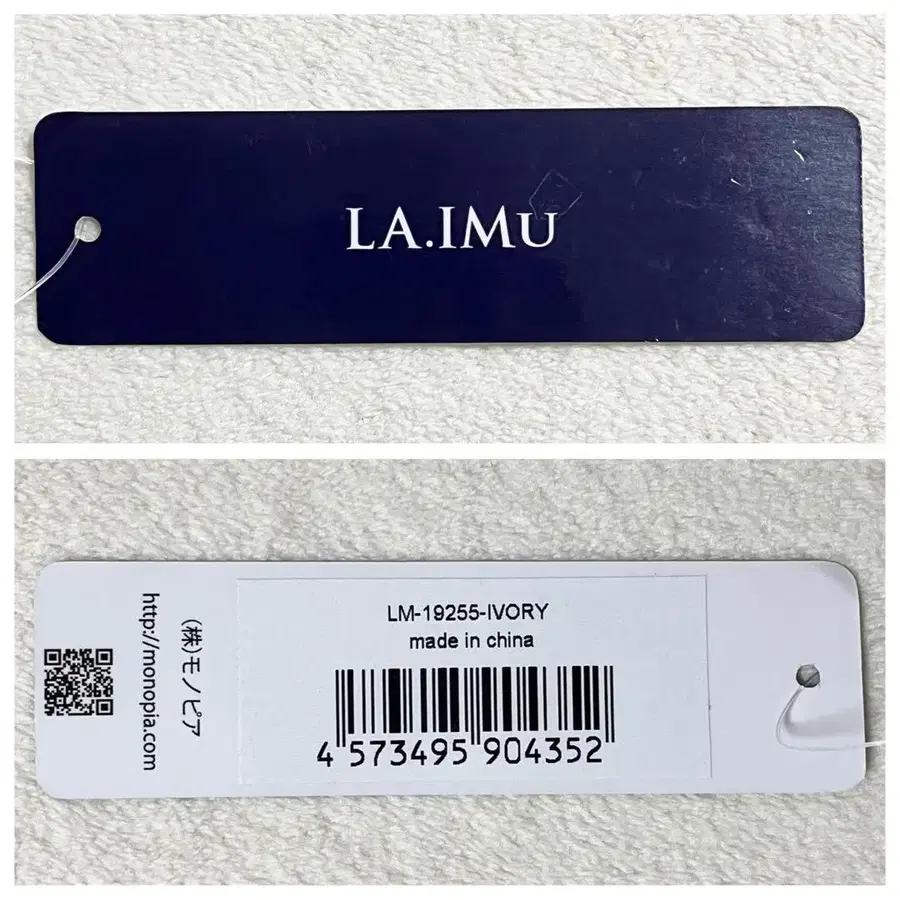 LA.IMU
(株)モノピア
http://monopia.com
LM-19255-IVORY
made in china
4 573495 904352